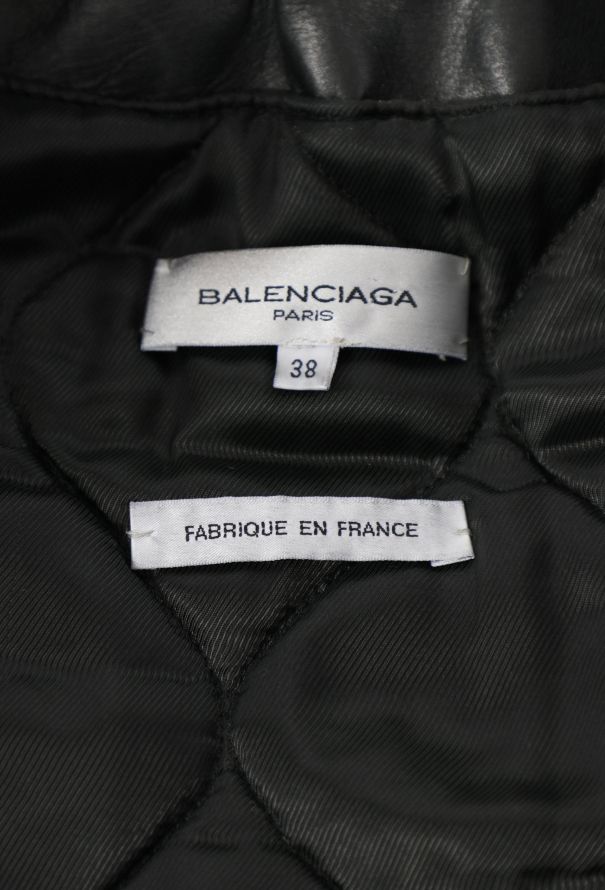 BALENCIAGA
PARIS
38
FABRIQUE EN FRANCE